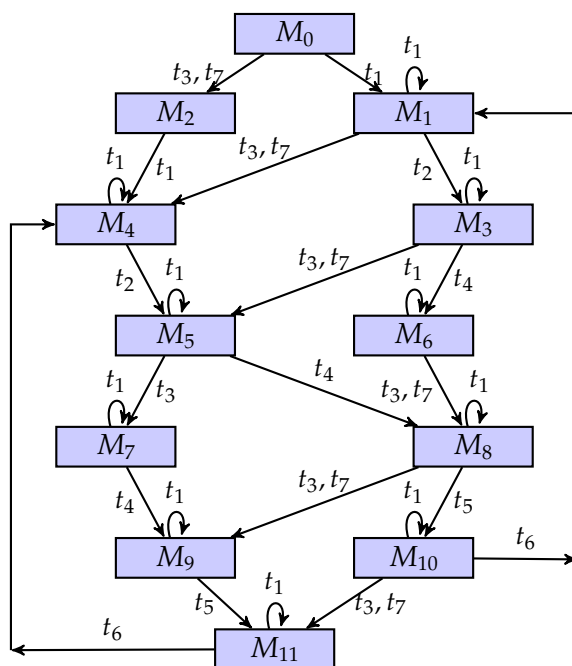 M₀
t₁
t₃, t₇ t₁
M₂ M₁
t₁ t₁ t₃, t₇ t₂ t₁
M₄ M₃
t₂ t₁ t₃, t₇ t₁ t₄
M₅ M₆
t₁ t₃ t₄ t₃, t₇ t₁
M₇ M₈
t₄ t₁ t₃, t₇ t₁ t₅
M₉ M₁₀ t₆
t₅ t₁ t₃, t₇
t₆ M₁₁